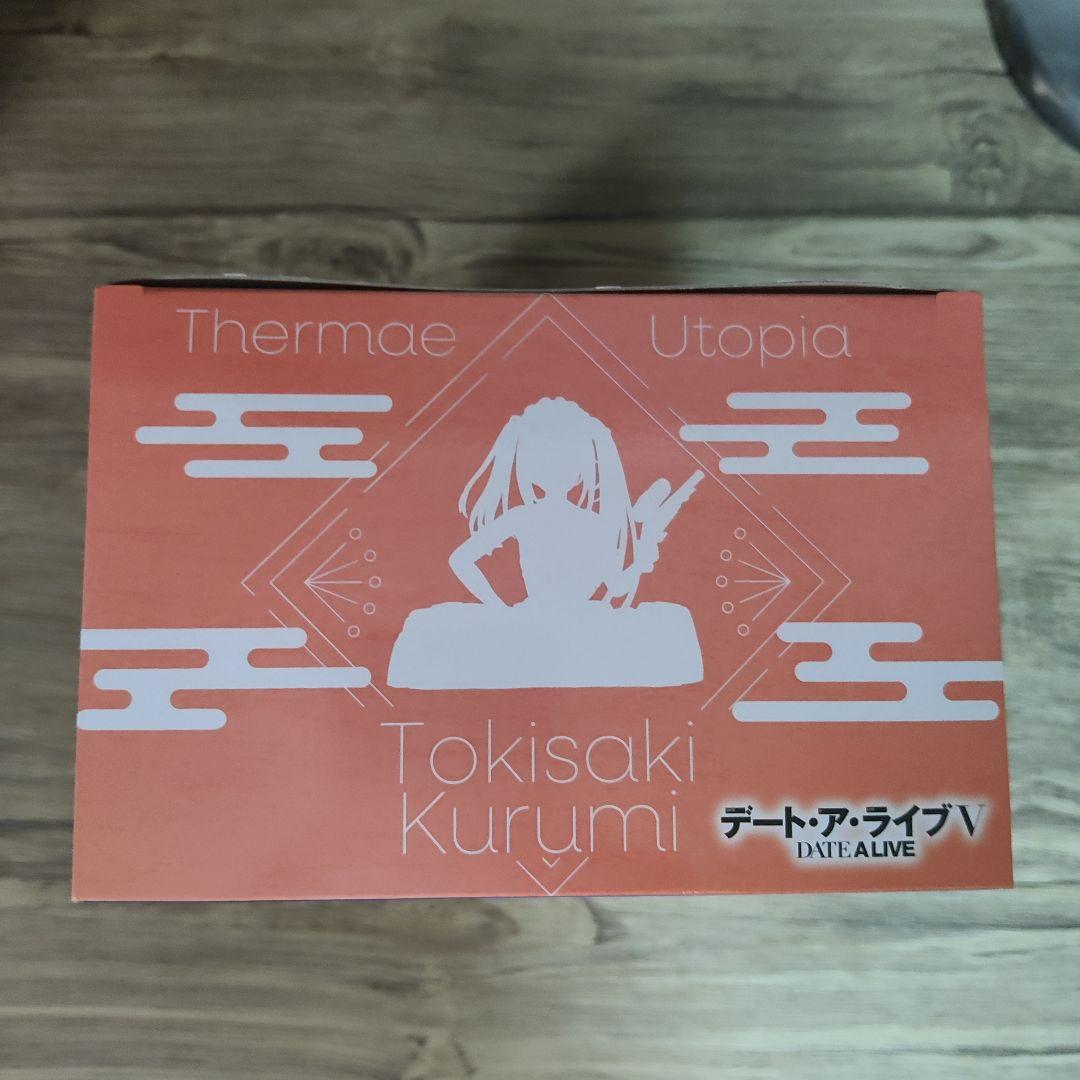 Thermae Utopia
Tokisaki
Kurumi
デート・ア・ライブV
DATE A LIVE